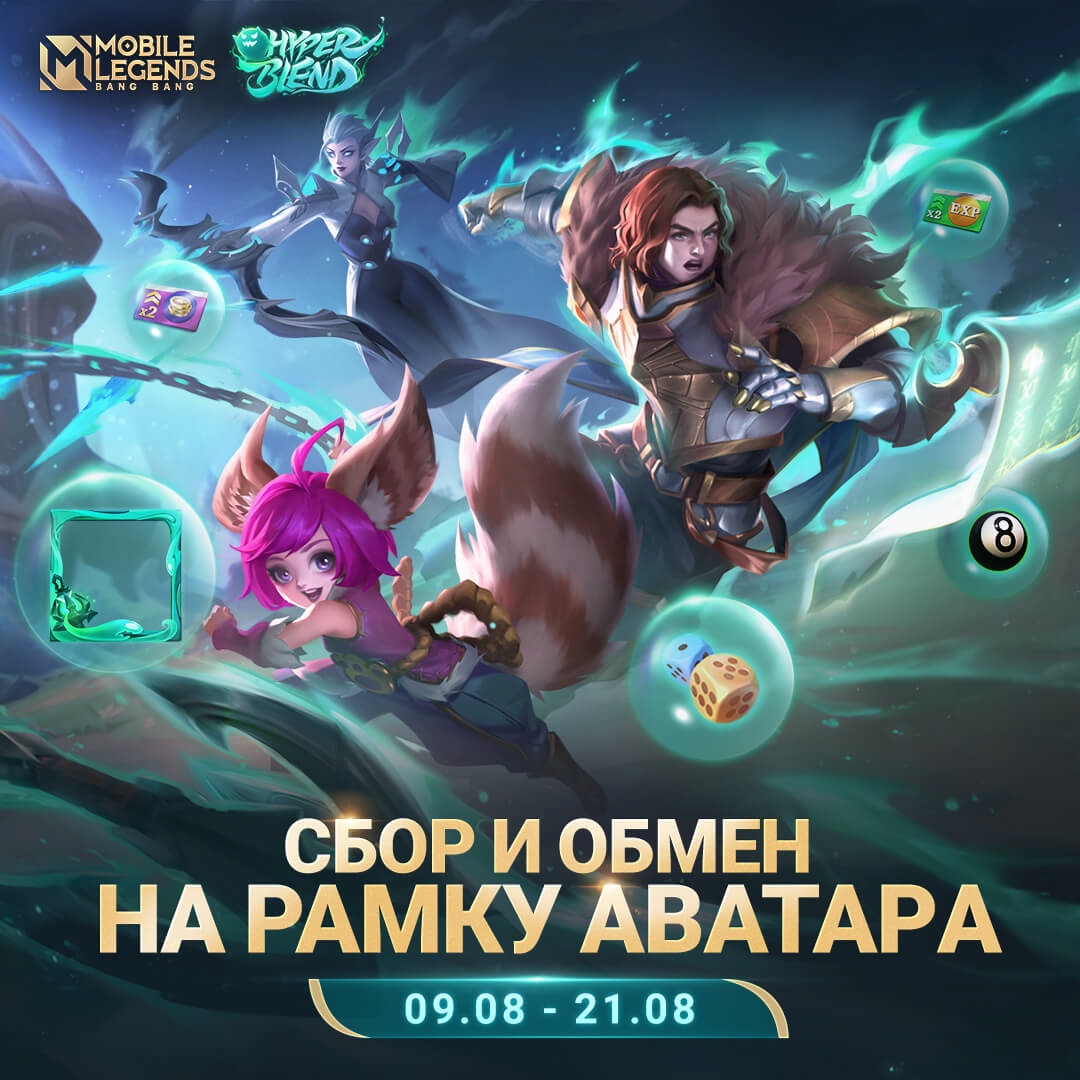 MOBILE
LEGENDS
BANG BANG
HYPER
BLEND
x2 EXP
x2
8
СБОР И ОБМЕН
НА РАМКУ АВАТАРА
09.08 - 21.08